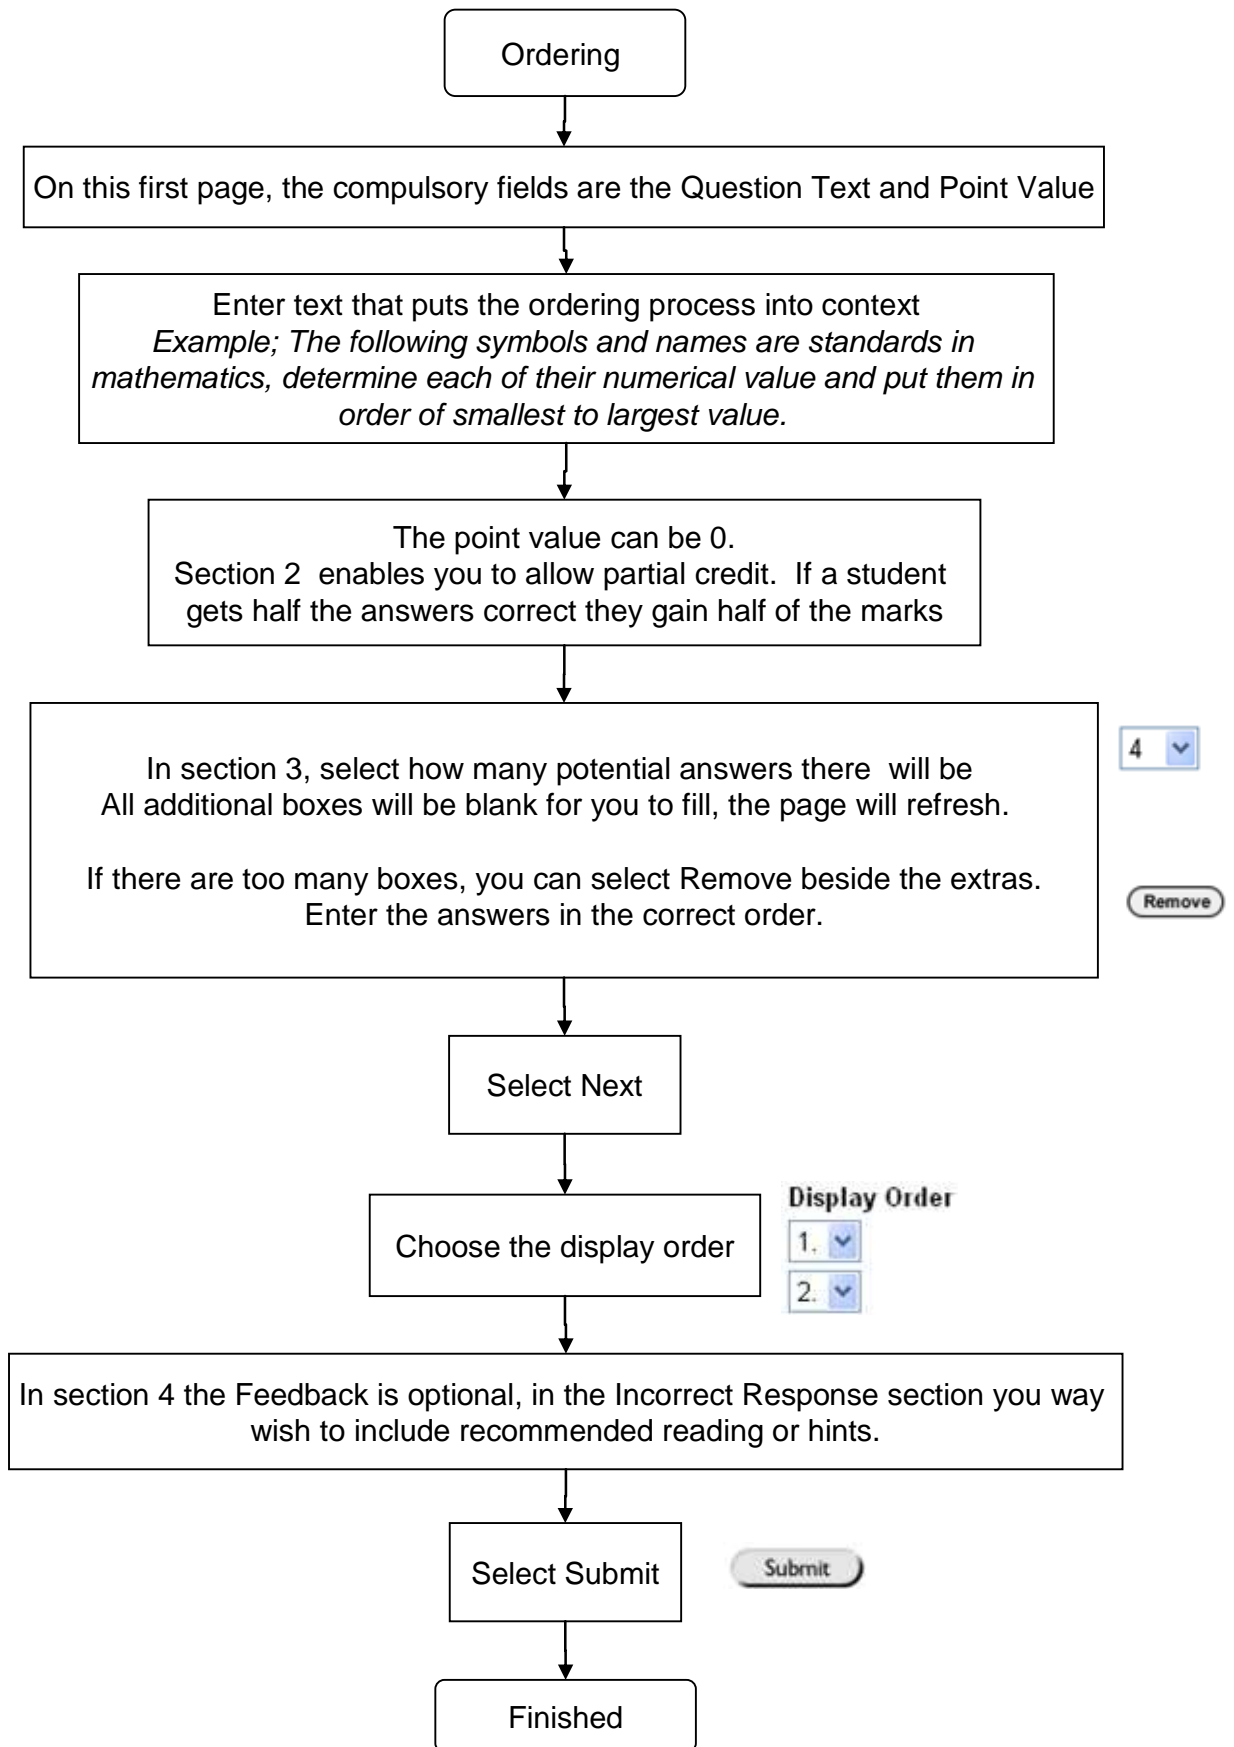 Ordering
On this first page, the compulsory fields are the Question Text and Point Value
Enter text that puts the ordering process into context
Example; The following symbols and names are standards in
mathematics, determine each of their numerical value and put them in
order of smallest to largest value.
The point value can be 0.
Section 2  enables you to allow partial credit.  If a student
gets half the answers correct they gain half of the marks
In section 3, select how many potential answers there  will be
All additional boxes will be blank for you to fill, the page will refresh.
4
If there are too many boxes, you can select Remove beside the extras.
Enter the answers in the correct order.
Remove
Select Next
Choose the display order
Display Order
1.
2.
In section 4 the Feedback is optional, in the Incorrect Response section you way
wish to include recommended reading or hints.
Select Submit
Submit
Finished